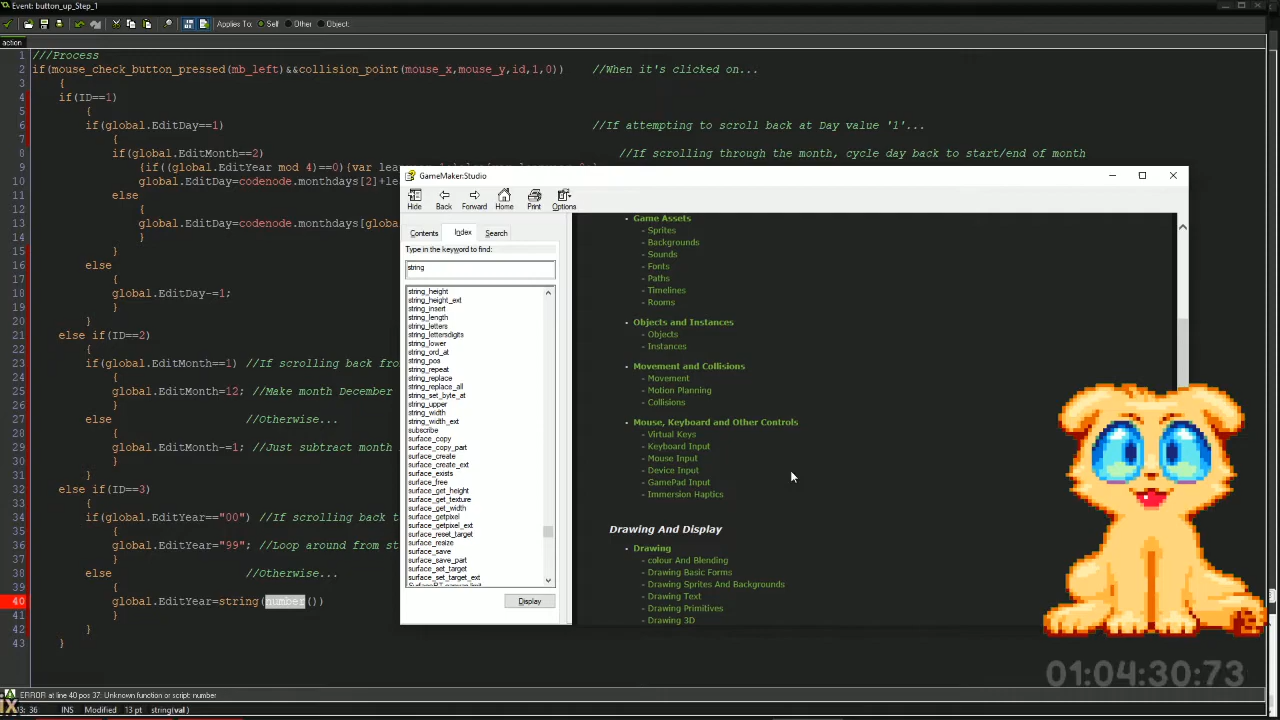 Event: button_up_Step_1
Applies To: Self Other Object:
action
1 ///Process
2 if(mouse_check_button_pressed(mb_left)&&collision_point(mouse_x,mouse_y,id,1,0)) //When it's clicked on...
3 {
4 if(ID==1)
5 {
6 if(global.EditDay==1) //If attempting to scroll back at Day value '1'...
7 {
8 if(global.EditMonth==2) //If scrolling through the month, cycle day back to start/end of month
9 {if((global.EditYear mod 4)==0){var
10 global.EditDay=codenode.monthdays[2]+le
11 else
12 {
13 global.EditDay=codenode.monthdays[globa
14 }
15 }
16 else
17 {
18 global.EditDay-=1;
19 }
20 }
21 else if(ID==2)
22 {
23 if(global.EditMonth==1) //If scrolling back fro
24 {
25 global.EditMonth=12; //Make month December
26 }
27 else //Otherwise...
28 {
29 global.EditMonth-=1; //Just subtract month
30 }
31 }
32 else if(ID==3)
33 {
34 if(global.EditYear=="00") //If scrolling back t
35 {
36 global.EditYear="99"; //Loop around from st
37 }
38 else //Otherwise...
39 {
40 global.EditYear=string(number())
41 }
42 }
43 }
GameMaker:Studio
Hide Back Forward Home Print Options
Contents Index Search
Type in the keyword to find:
string
string_height
string_height_ext
string_insert
string_length
string_letters
string_lettersdigits
string_lower
string_ord_at
string_pos
string_repeat
string_replace
string_replace_all
string_set_byte_at
string_upper
string_width
string_width_ext
subscribe
surface_copy
surface_copy_part
surface_create
surface_create_ext
surface_exists
surface_free
surface_get_height
surface_get_texture
surface_get_width
surface_getpixel
surface_getpixel_ext
surface_reset_target
surface_resize
surface_save
surface_save_part
surface_set_target
surface_set_target_ext
Display
• Game Assets
- Sprites
- Backgrounds
- Sounds
- Fonts
- Paths
- Timelines
- Rooms
• Objects and Instances
- Objects
- Instances
• Movement and Collisions
- Movement
- Motion Planning
- Collisions
• Mouse, Keyboard and Other Controls
- Virtual Keys
- Keyboard Input
- Mouse Input
- Device Input
- GamePad Input
- Immersion Haptics
Drawing And Display
• Drawing
- colour And Blending
- Drawing Basic Forms
- Drawing Sprites And Backgrounds
- Drawing Text
- Drawing Primitives
- Drawing 3D
01:04:30:73
ERROR at line 40 pos 37: Unknown function or script: number
3: 36 INS Modified 13 pt string(val)